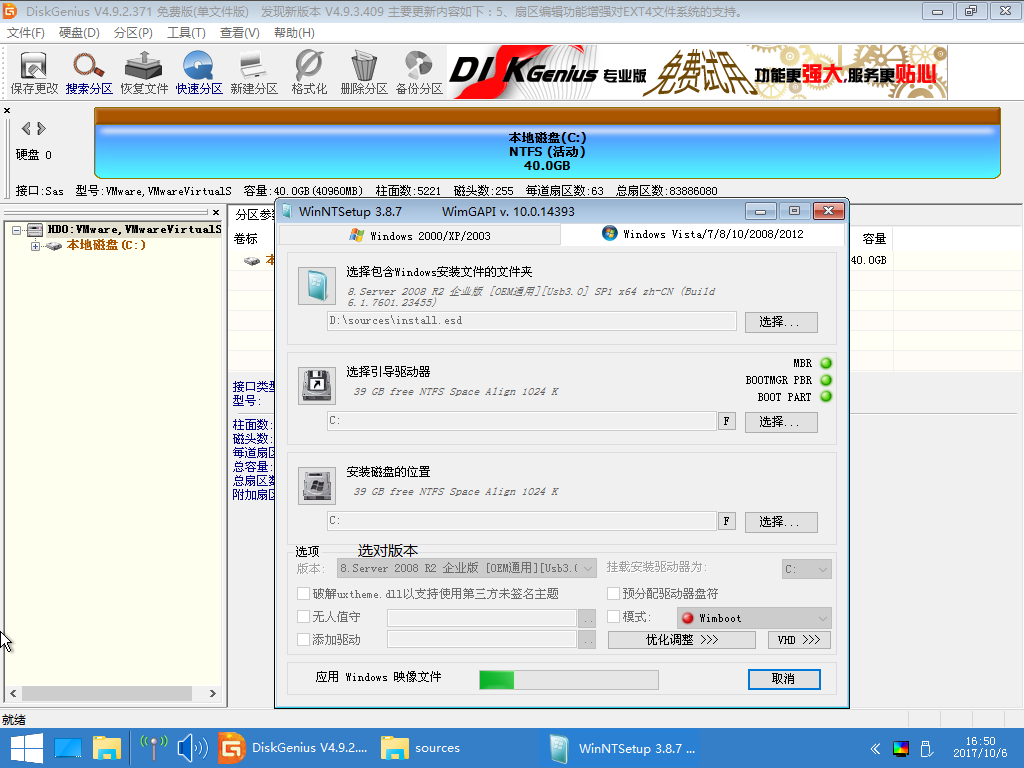 DiskGenius V4.9.2.371 免费版(单文件版) 发现新版本 V4.9.3.409 主要更新内容如下：5、扇区编辑功能增强对EXT4文件系统的支持。
文件(F) 硬盘(D) 分区(P) 工具(T) 查看(V) 帮助(H)
保存更改 搜索分区 恢复文件 快速分区 新建分区 格式化 删除分区 备份分区
DISKGenius 专业版 免费试用 功能更强大,服务更贴心
硬盘 0
本地磁盘(C:)
NTFS (活动)
40.0GB
接口:Sas 型号:VMware,VMwareVirtualS 容量:40.0GB(40960MB) 柱面数:5221 磁头数:255 每道扇区数:63 总扇区数:83886080
HD0:VMware,VMwareVirtualS
本地磁盘(C:)
分区参
卷标
容量
40.0GB
接口类型
型号:
柱面数:
磁头数:
每道扇区
总容量:
总扇区数
附加扇区
WinNTSetup 3.8.7 WimGAPI v. 10.0.14393
Windows 2000/XP/2003
Windows Vista/7/8/10/2008/2012
选择包含Windows安装文件的文件夹
8.Server 2008 R2 企业版 [OEM通用][Usb3.0] SP1 x64 zh-CN (Build
6.1.7601.23455)
D:\sources\install.esd
选择...
选择引导驱动器
39 GB free NTFS Space Align 1024 K
MBR
BOOTMGR PBR
BOOT PART
C:
F
选择...
安装磁盘的位置
39 GB free NTFS Space Align 1024 K
C:
F
选择...
选项
选对版本
版本: 8.Server 2008 R2 企业版 [OEM通用][Usb3.(
挂载安装驱动器为: C:
破解uxtheme.dll以支持使用第三方未签名主题
预分配驱动器盘符
无人值守 ..
模式: Wimboot
添加驱动 ..
优化调整 >>>
VHD >>>
应用 Windows 映像文件
取消
就绪
DiskGenius V4.9.2....
sources
WinNTSetup 3.8.7 ...
16:50
2017/10/6